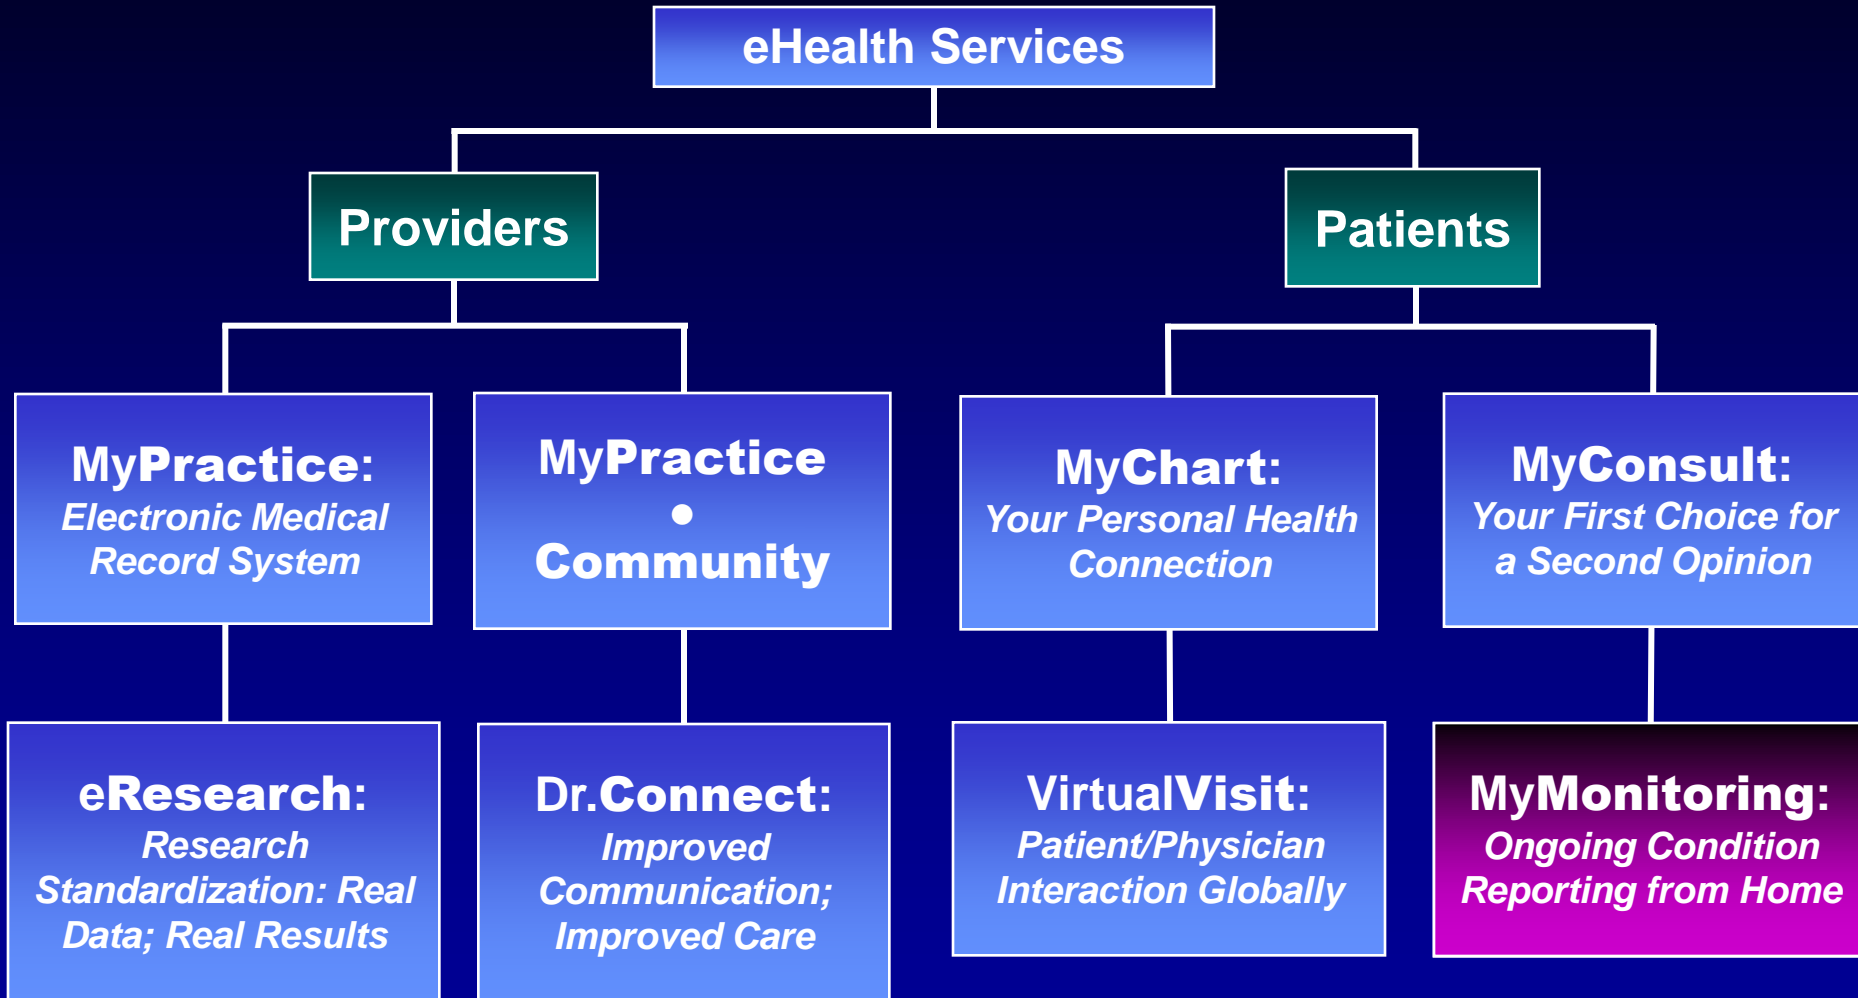 eHealth Services
Providers
Patients
MyPractice:
Electronic Medical
Record System
MyPractice
•
Community
MyChart:
Your Personal Health
Connection
MyConsult:
Your First Choice for
a Second Opinion
eResearch:
Research
Standardization: Real
Data; Real Results
Dr.Connect:
Improved
Communication;
Improved Care
VirtualVisit:
Patient/Physician
Interaction Globally
MyMonitoring:
Ongoing Condition
Reporting from Home